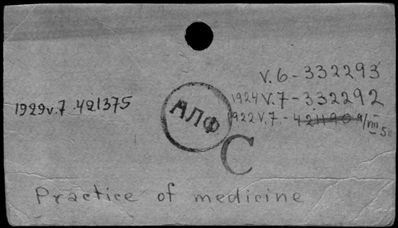 V.6 - 332293
1924 V.7 - 332292
1929 v.7. 421375
АЛФ
1922 V.7 -
C
Practice of medicine